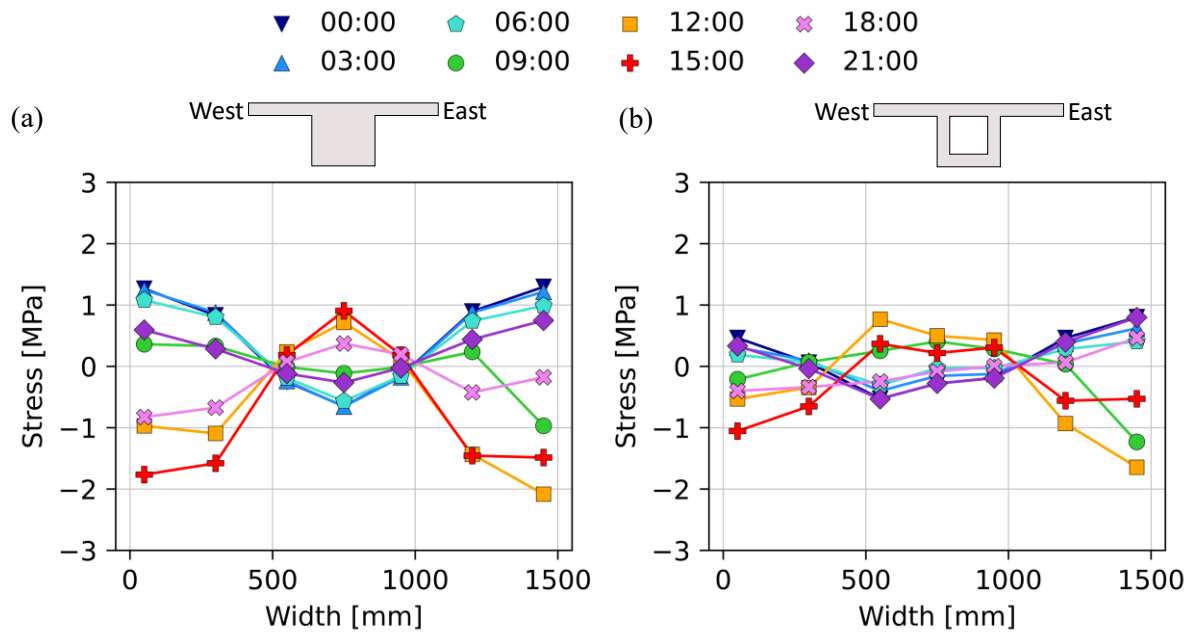 00:00 06:00 12:00 18:00
03:00 09:00 15:00 21:00
(a) West East
(b) West East
Stress [MPa]
3
2
1
0
−1
−2
−3
0 500 1000 1500
Width [mm]
Stress [MPa]
3
2
1
0
−1
−2
−3
0 500 1000 1500
Width [mm]